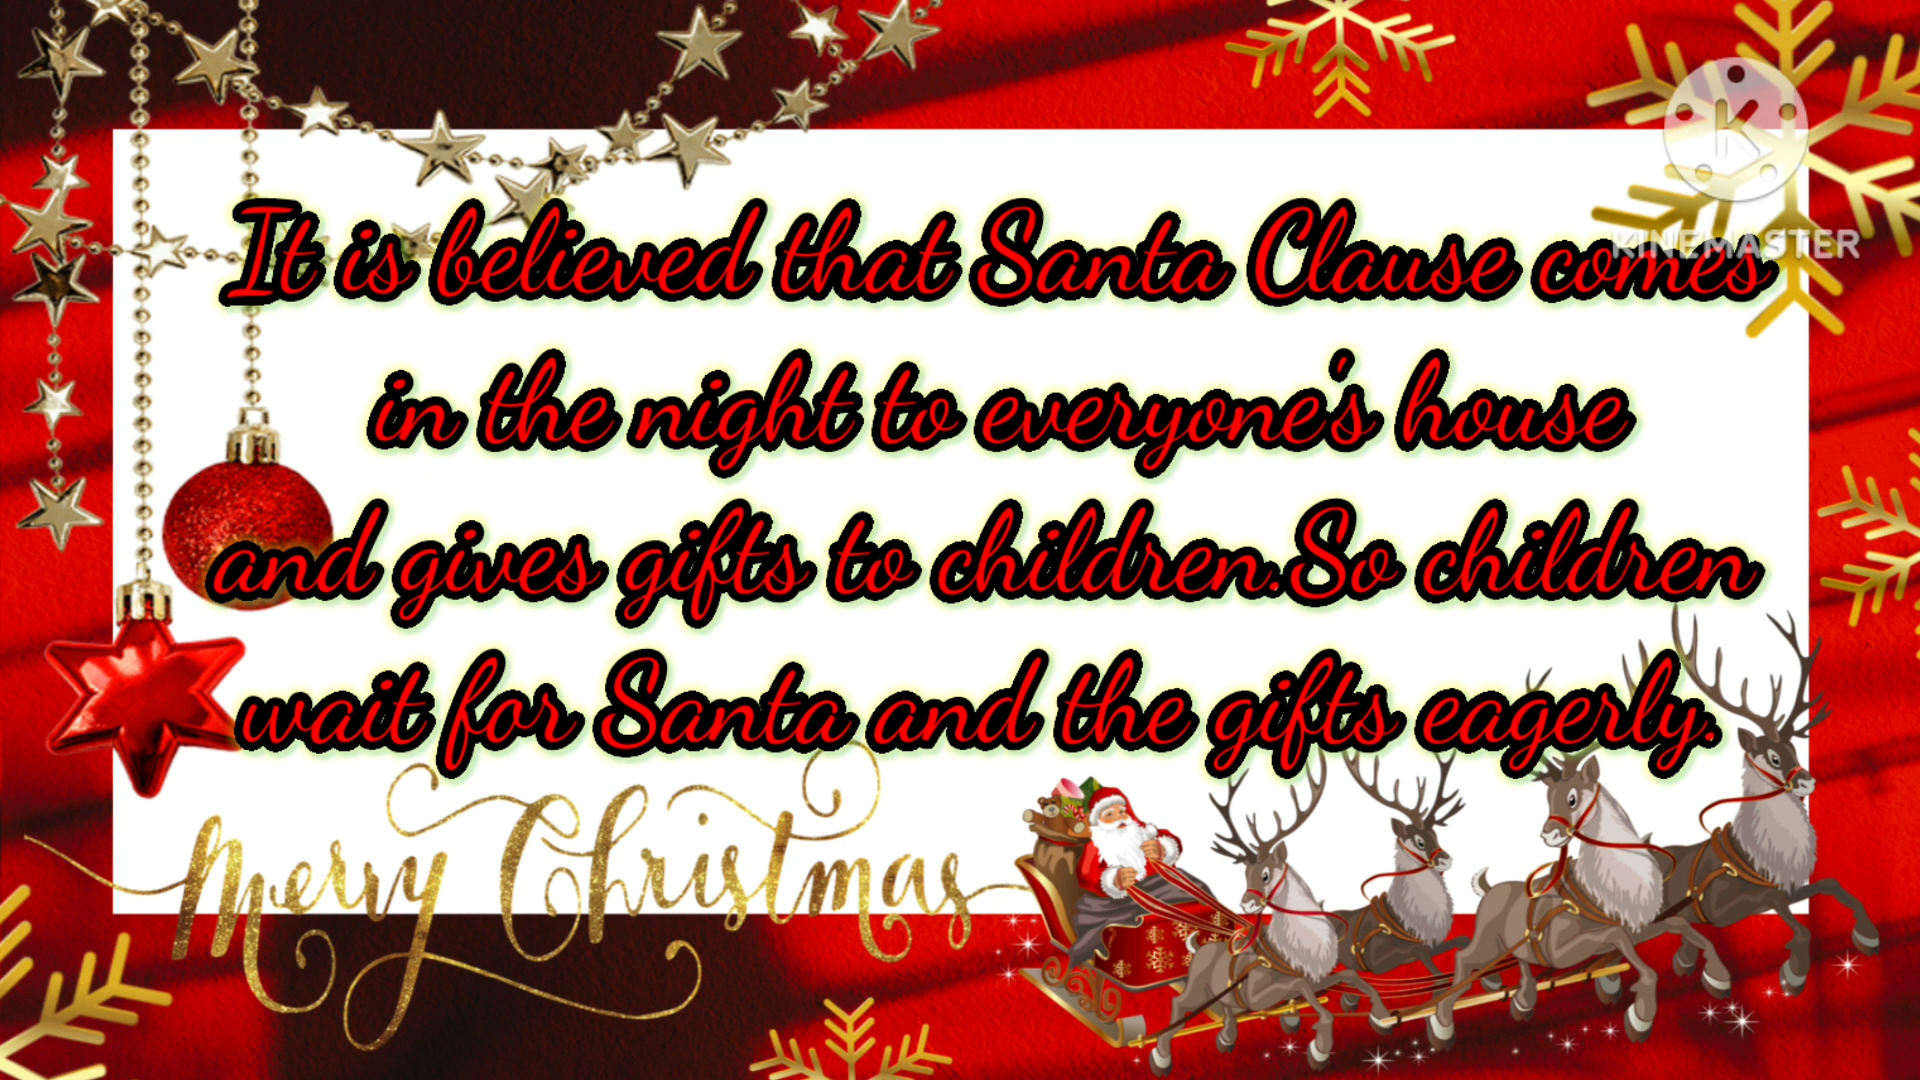 KINEMASTER
It is believed that Santa Clause comes
in the night to everyone's house
and gives gifts to children.So children
wait for Santa and the gifts eagerly.
Merry Christmas